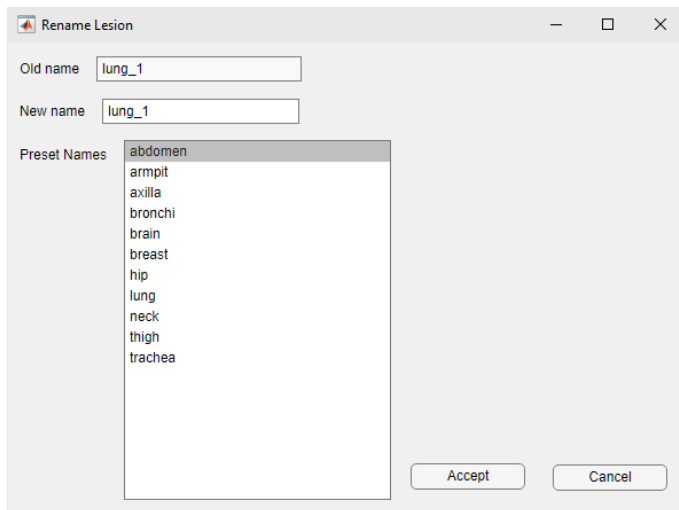 Rename Lesion
Old name lung_1
New name lung_1
Preset Names
abdomen
armpit
axilla
bronchi
brain
breast
hip
lung
neck
thigh
trachea
Accept Cancel